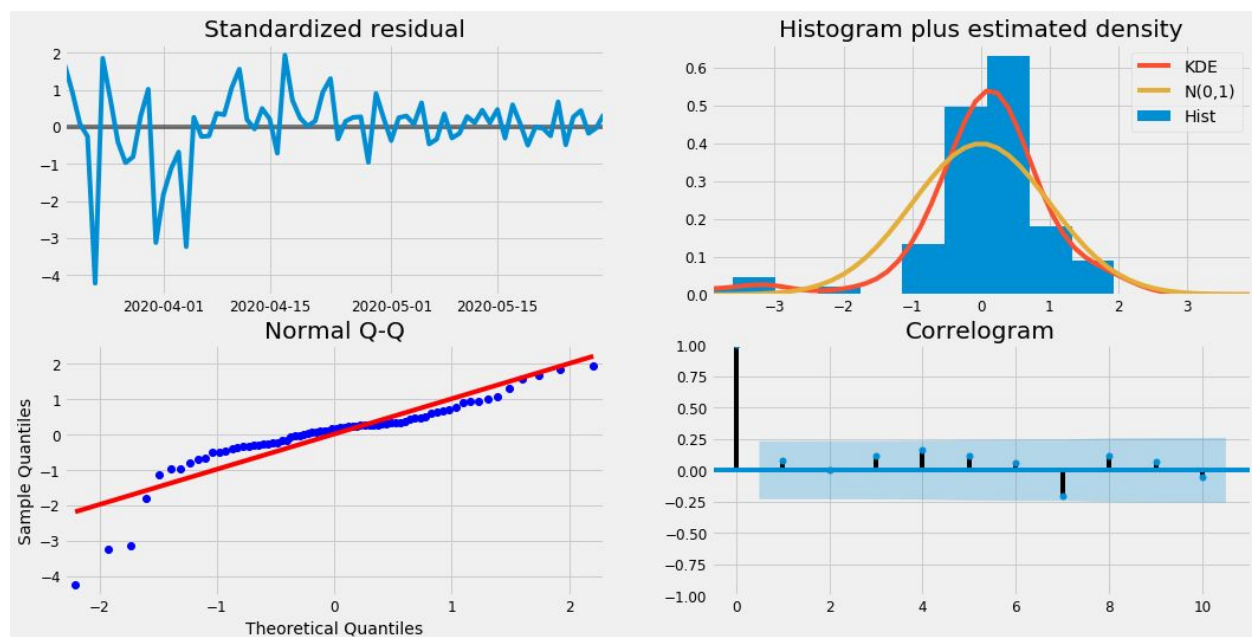 Standardized residual
2
1
0
−1
−2
−3
−4
2020-04-01 2020-04-15 2020-05-01 2020-05-15
Histogram plus estimated density
KDE
N(0,1)
Hist
0.6
0.5
0.4
0.3
0.2
0.1
0.0
−3 −2 −1 0 1 2 3
Normal Q-Q
Sample Quantiles
2
1
0
−1
−2
−3
−4
−2 −1 0 1 2
Theoretical Quantiles
Correlogram
1.00
0.75
0.50
0.25
0.00
−0.25
−0.50
−0.75
−1.00
0 2 4 6 8 10